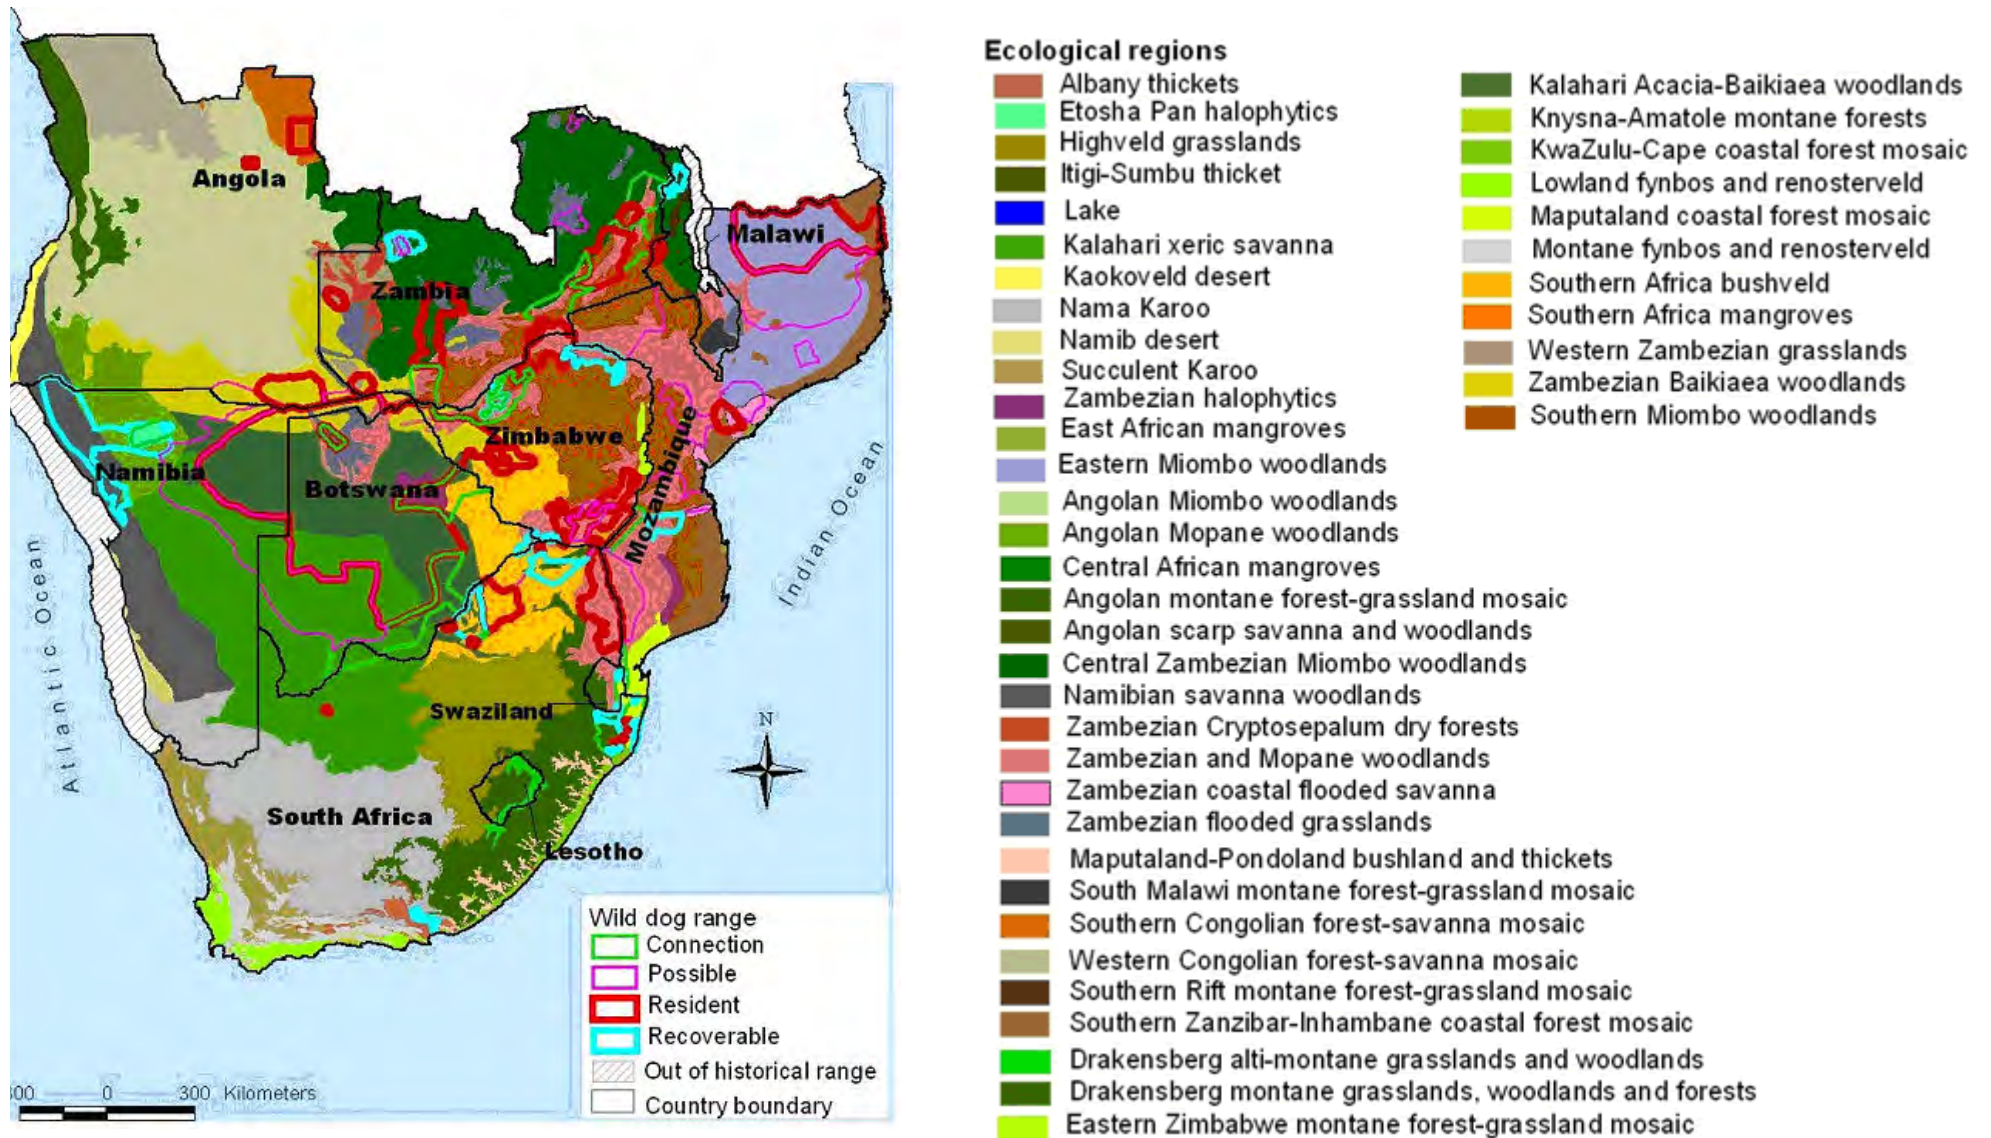 Angola
Zambia
Malawi
Zimbabwe
Mozambique
Namibia
Botswana
Swaziland
South Africa
Lesotho
Atlantic Ocean
Indian Ocean
N
Wild dog range
Connection
Possible
Resident
Recoverable
Out of historical range
Country boundary
0 300 Kilometers
Ecological regions
Albany thickets
Etosha Pan halophytics
Highveld grasslands
Itigi-Sumbu thicket
Lake
Kalahari xeric savanna
Kaokoveld desert
Nama Karoo
Namib desert
Succulent Karoo
Zambezian halophytics
East African mangroves
Eastern Miombo woodlands
Angolan Miombo woodlands
Angolan Mopane woodlands
Central African mangroves
Angolan montane forest-grassland mosaic
Angolan scarp savanna and woodlands
Central Zambezian Miombo woodlands
Namibian savanna woodlands
Zambezian Cryptosepalum dry forests
Zambezian and Mopane woodlands
Zambezian coastal flooded savanna
Zambezian flooded grasslands
Maputaland-Pondoland bushland and thickets
South Malawi montane forest-grassland mosaic
Southern Congolian forest-savanna mosaic
Western Congolian forest-savanna mosaic
Southern Rift montane forest-grassland mosaic
Southern Zanzibar-Inhambane coastal forest mosaic
Drakensberg alti-montane grasslands and woodlands
Drakensberg montane grasslands, woodlands and forests
Eastern Zimbabwe montane forest-grassland mosaic
Kalahari Acacia-Baikiaea woodlands
Knysna-Amatole montane forests
KwaZulu-Cape coastal forest mosaic
Lowland fynbos and renosterveld
Maputaland coastal forest mosaic
Montane fynbos and renosterveld
Southern Africa bushveld
Southern Africa mangroves
Western Zambezian grasslands
Zambezian Baikiaea woodlands
Southern Miombo woodlands